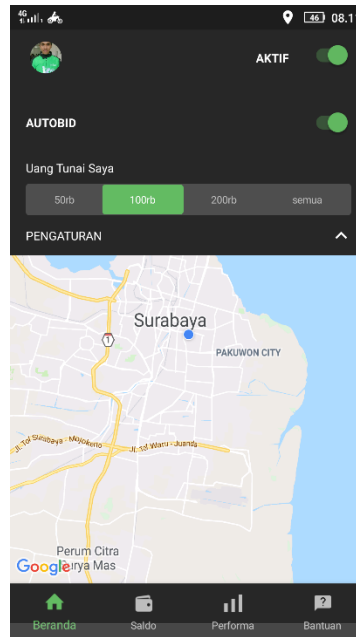 4G
46 08.1
AKTIF
AUTOBID
Uang Tunai Saya
50rb 100rb 200rb semua
PENGATURAN
Surabaya
1
PAKUWON CITY
Jl. Tol Surabaya - Mojokerto
Jl. Tol Waru - Juanda
Perum Citra
Google Surya Mas
Beranda Saldo Performa Bantuan